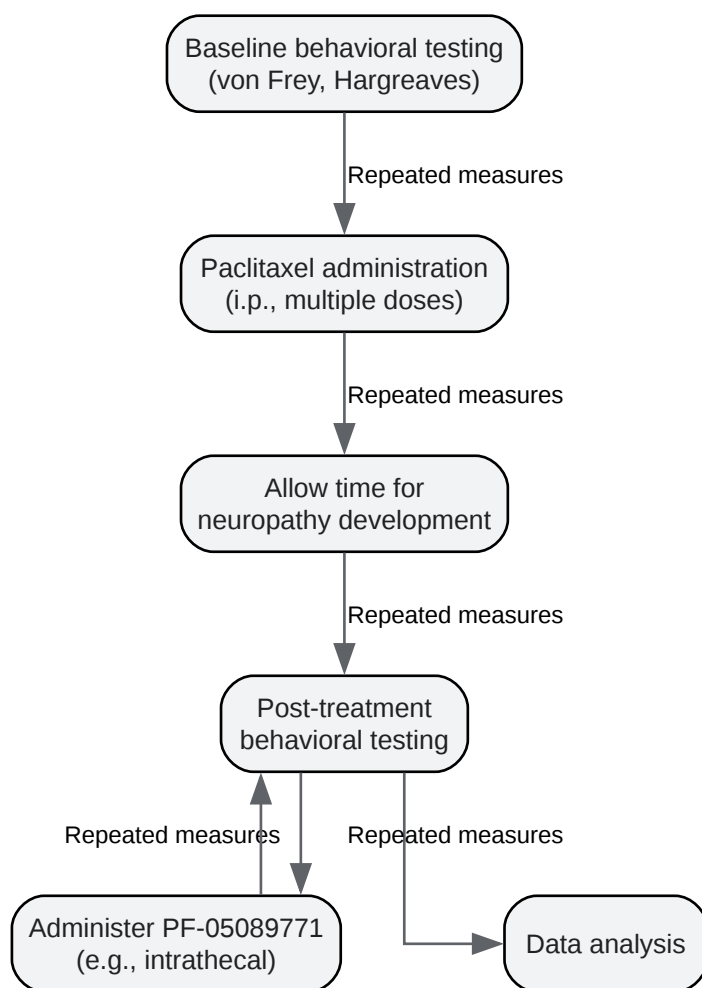 Baseline behavioral testing
(von Frey, Hargreaves)
Repeated measures
Paclitaxel administration
(i.p., multiple doses)
Repeated measures
Allow time for
neuropathy development
Repeated measures
Post-treatment
behavioral testing
Repeated measures
Repeated measures
Administer PF-05089771
(e.g., intrathecal)
Data analysis